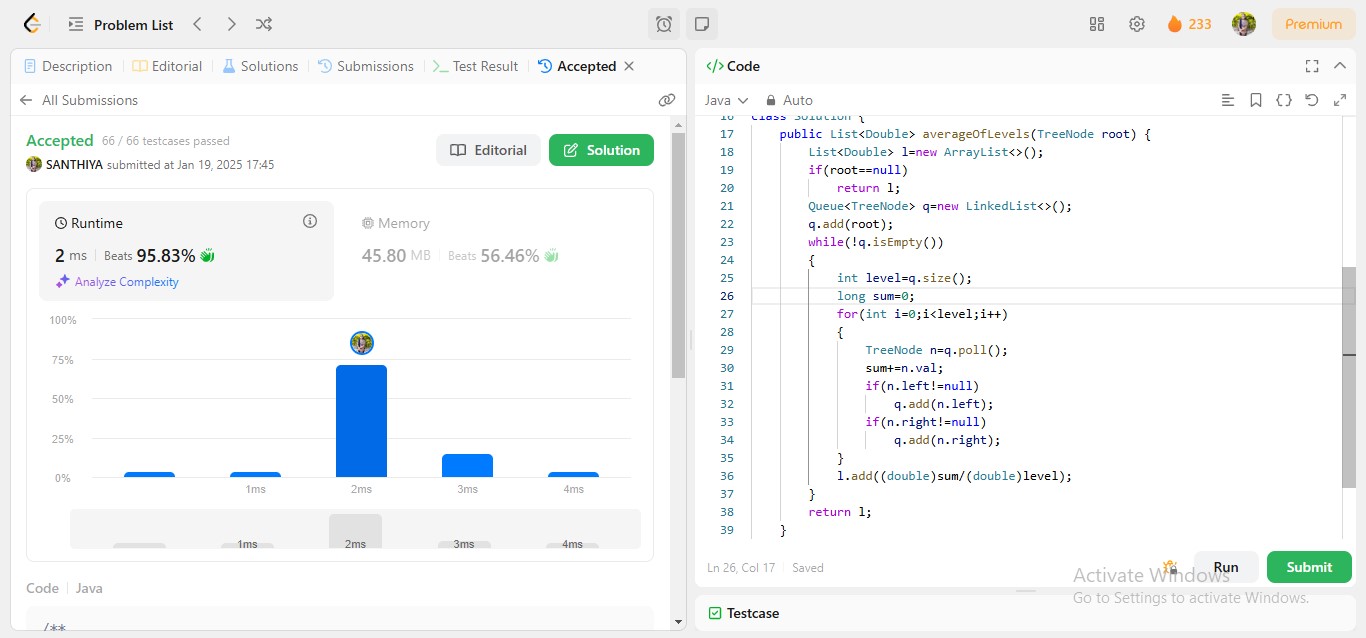 Problem List
233
Premium
Description
Editorial
Solutions
Submissions
Test Result
Accepted
All Submissions
Accepted 66 / 66 testcases passed
SANTHIYA submitted at Jan 19, 2025 17:45
Editorial
Solution
Runtime
2 ms Beats 95.83%
Analyze Complexity
Memory
45.80 MB Beats 56.46%
100%
75%
50%
25%
0%
1ms 2ms 3ms 4ms
1ms 2ms 3ms 4ms
Code Java
/**
</> Code
Java Auto
16 class Solution {
17 public List<Double> averageOfLevels(TreeNode root) {
18 List<Double> l=new ArrayList<>();
19 if(root==null)
20 return l;
21 Queue<TreeNode> q=new LinkedList<>();
22 q.add(root);
23 while(!q.isEmpty())
24 {
25 int level=q.size();
26 long sum=0;
27 for(int i=0;i<level;i++)
28 {
29 TreeNode n=q.poll();
30 sum+=n.val;
31 if(n.left!=null)
32 q.add(n.left);
33 if(n.right!=null)
34 q.add(n.right);
35 }
36 l.add((double)sum/(double)level);
37 }
38 return l;
39 }
Ln 26, Col 17 Saved
Run
Submit
Activate Windows
Go to Settings to activate Windows.
Testcase